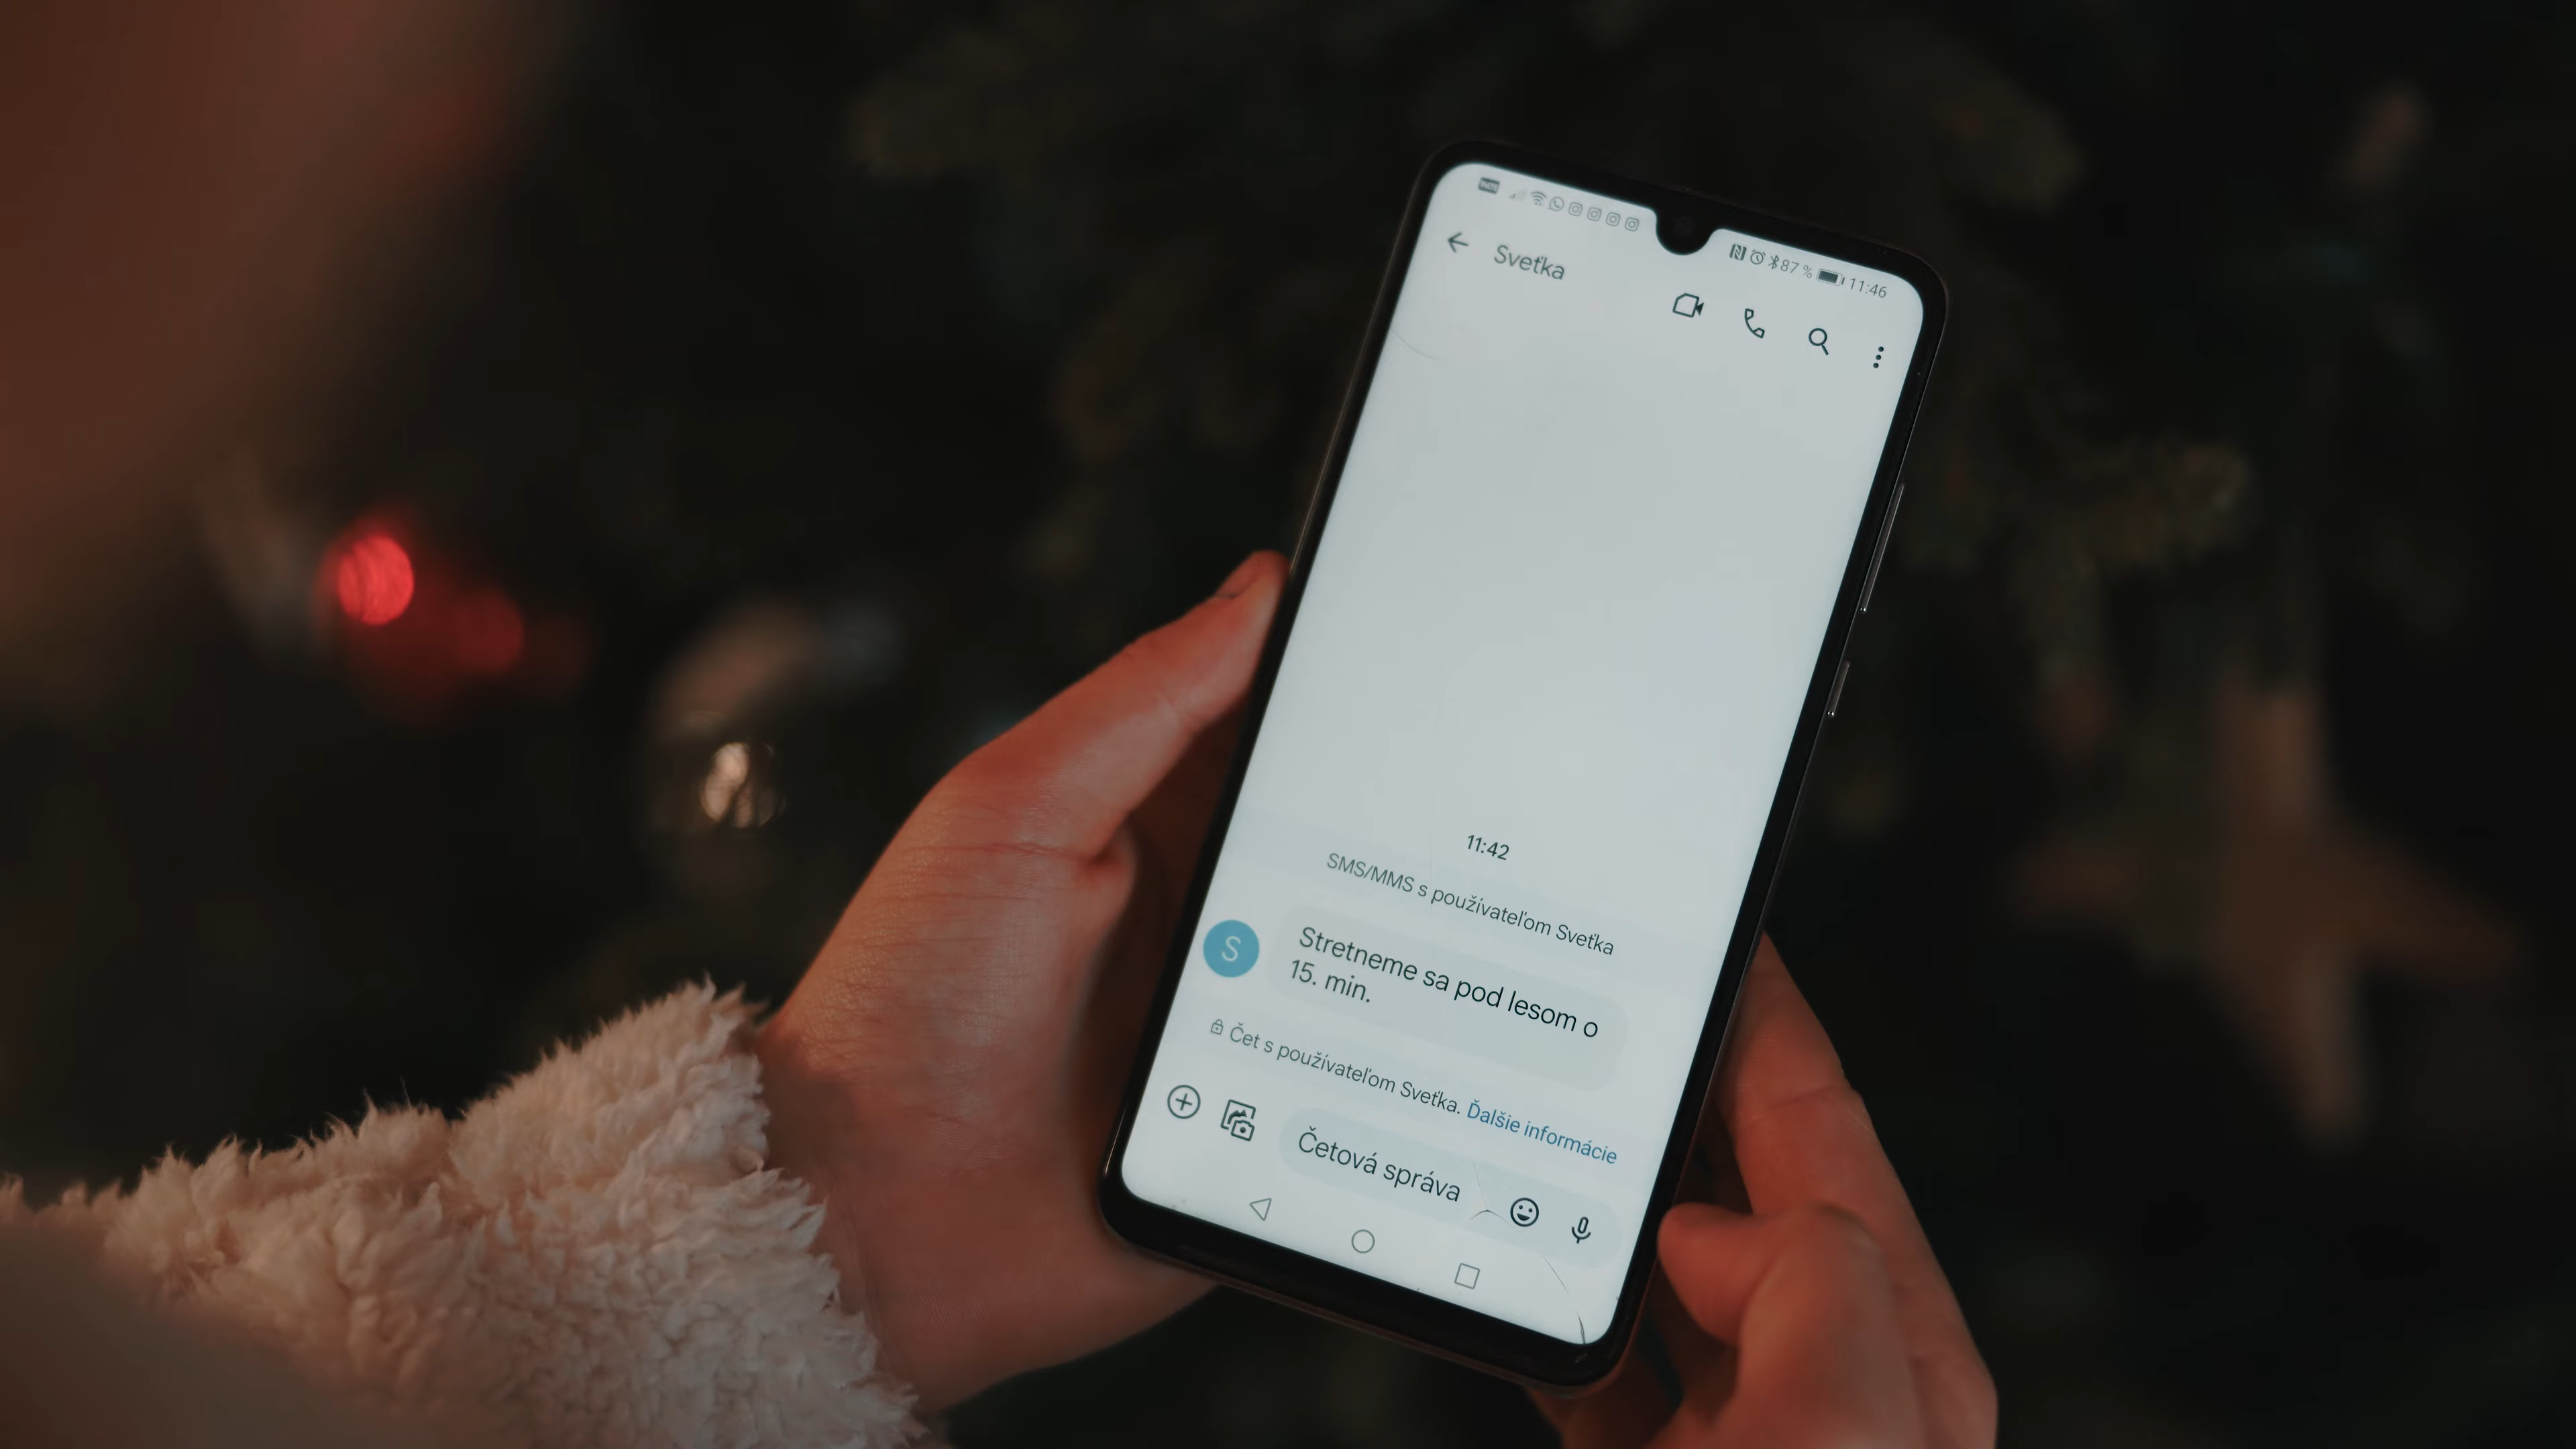 87 % 11:46
Sveťka
11:42
SMS/MMS s používateľom Sveťka
S
Stretneme sa pod lesom o
15. min.
Čet s používateľom Sveťka. Ďalšie informácie
Četová správa